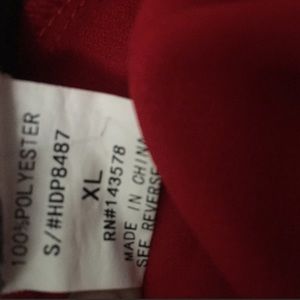 100%POLYESTER
S/#HDP8487
XL
RN#143578
MADE IN CHINA
SEE REVERSE